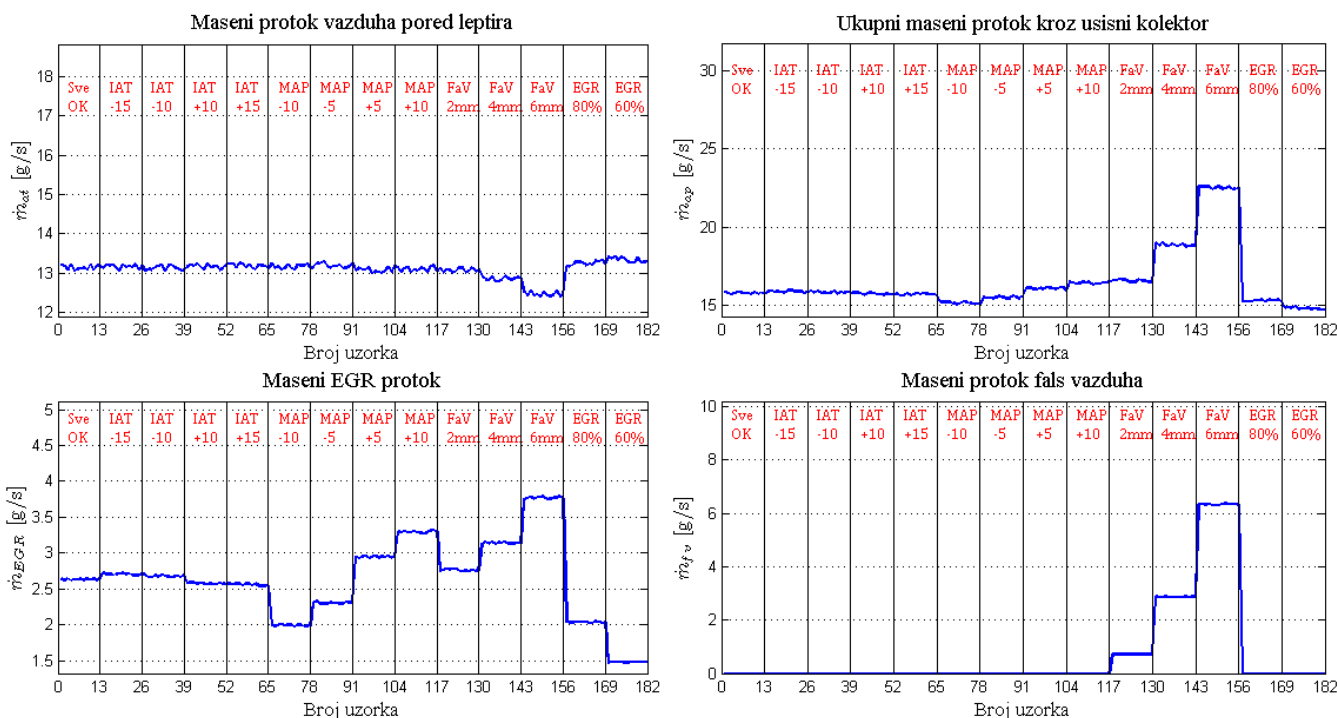 Maseni protok vazduha pored leptira
18
17
16
15
14
13
12
ṁat [g/s]
Sve IAT IAT IAT IAT MAP MAP MAP MAP FaV FaV FaV EGR EGR
OK -15 -10 +10 +15 -10 -5 +5 +10 2mm 4mm 6mm 80% 60%
0 13 26 39 52 65 78 91 104 117 130 143 156 169 182
Broj uzorka
Ukupni maseni protok kroz usisni kolektor
30
25
20
15
ṁap [g/s]
Sve IAT IAT IAT IAT MAP MAP MAP MAP FaV FaV FaV EGR EGR
OK -15 -10 +10 +15 -10 -5 +5 +10 2mm 4mm 6mm 80% 60%
0 13 26 39 52 65 78 91 104 117 130 143 156 169 182
Broj uzorka
Maseni EGR protok
5
4.5
4
3.5
3
2.5
2
1.5
ṁEGR [g/s]
Sve IAT IAT IAT IAT MAP MAP MAP MAP FaV FaV FaV EGR EGR
OK -15 -10 +10 +15 -10 -5 +5 +10 2mm 4mm 6mm 80% 60%
0 13 26 39 52 65 78 91 104 117 130 143 156 169 182
Broj uzorka
Maseni protok fals vazduha
10
8
6
4
2
0
ṁfv [g/s]
Sve IAT IAT IAT IAT MAP MAP MAP MAP FaV FaV FaV EGR EGR
OK -15 -10 +10 +15 -10 -5 +5 +10 2mm 4mm 6mm 80% 60%
0 13 26 39 52 65 78 91 104 117 130 143 156 169 182
Broj uzorka